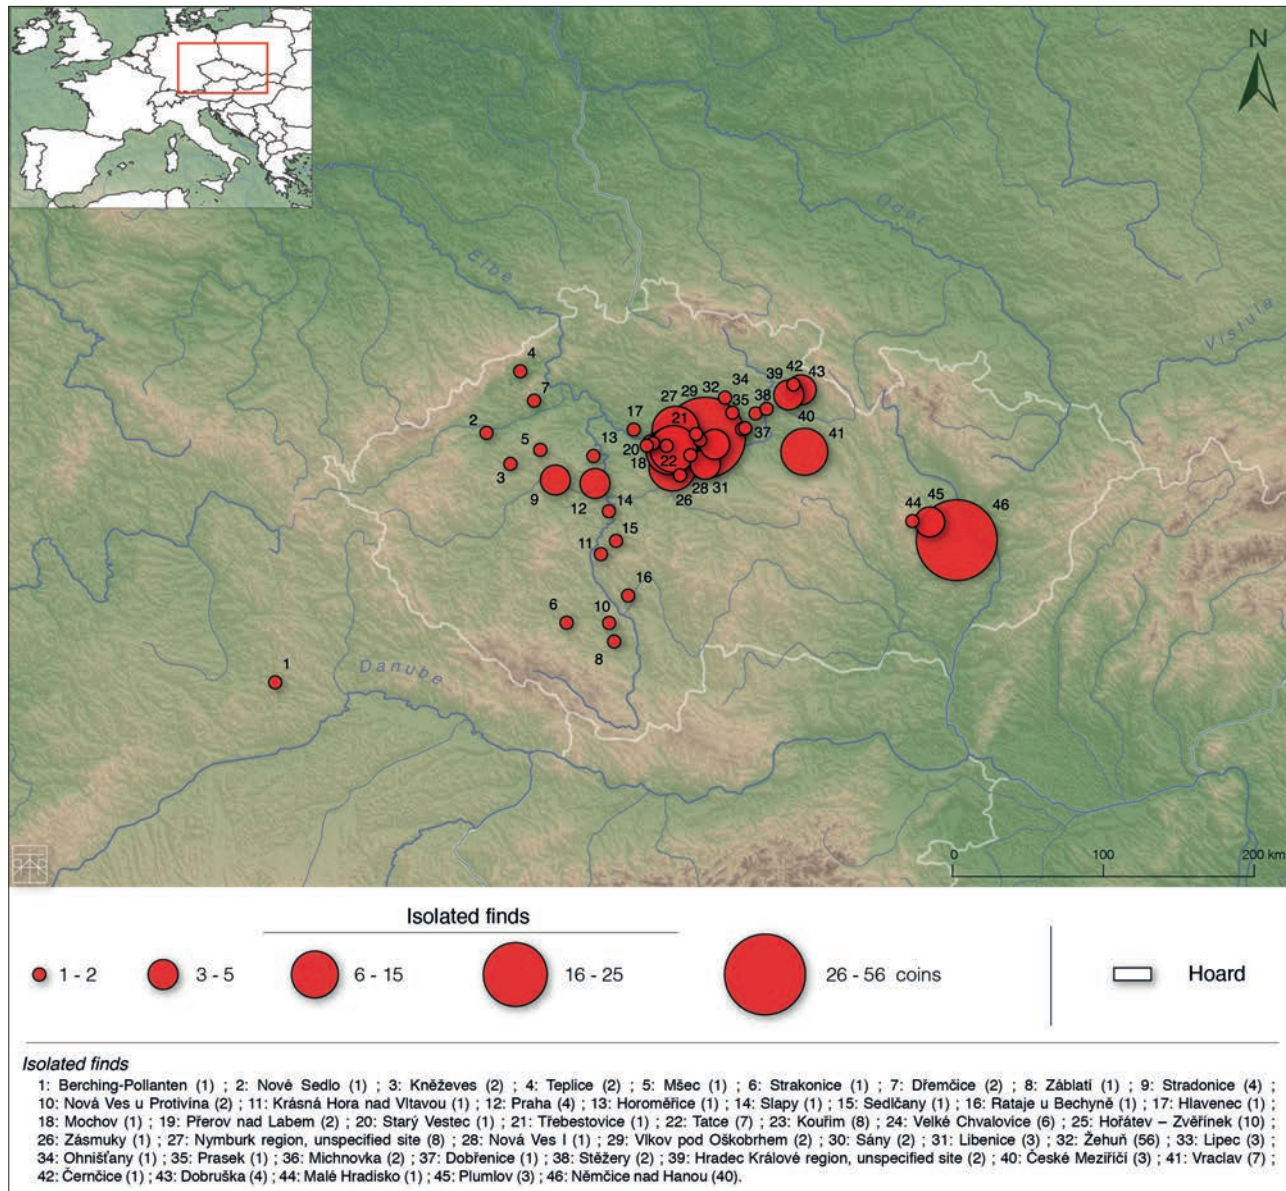 N
Oder
Elbe
Vistula
4
42
39
43
7
32
34
27
29
38
2
17
35
40
21
37
41
5
13
20
3
18
22
9
12
26
28
31
14
44
45
46
15
11
16
6
10
8
1
Danube
0
100
200 km
Isolated finds
1 - 2
3 - 5
6 - 15
16 - 25
26 - 56 coins
Hoard
Isolated finds
1: Berching-Pollanten (1) ; 2: Nové Sedlo (1) ; 3: Kněževes (2) ; 4: Teplice (2) ; 5: Mšec (1) ; 6: Strakonice (1) ; 7: Dřemčice (2) ; 8: Záblatí (1) ; 9: Stradonice (4) ;
10: Nová Ves u Protivína (2) ; 11: Krásná Hora nad Vltavou (1) ; 12: Praha (4) ; 13: Horoměřice (1) ; 14: Slapy (1) ; 15: Sedlčany (1) ; 16: Rataje u Bechyně (1) ; 17: Hlavenec (1) ;
18: Mochov (1) ; 19: Přerov nad Labem (2) ; 20: Starý Vestec (1) ; 21: Třebestovice (1) ; 22: Tatce (7) ; 23: Kouřim (8) ; 24: Velké Chvalovice (6) ; 25: Hořátev – Zvěřínek (10) ;
26: Zásmuky (1) ; 27: Nymburk region, unspecified site (8) ; 28: Nová Ves I (1) ; 29: Vlkov pod Oškobrhem (2) ; 30: Sány (2) ; 31: Libenice (3) ; 32: Žehuň (56) ; 33: Lipec (3) ;
34: Ohnišťany (1) ; 35: Prasek (1) ; 36: Michnovka (2) ; 37: Dobřenice (1) ; 38: Stěžery (2) ; 39: Hradec Králové region, unspecified site (2) ; 40: České Meziříčí (3) ; 41: Vraclav (7) ;
42: Černčice (1) ; 43: Dobruška (4) ; 44: Malé Hradisko (1) ; 45: Plumlov (3) ; 46: Němčice nad Hanou (40).